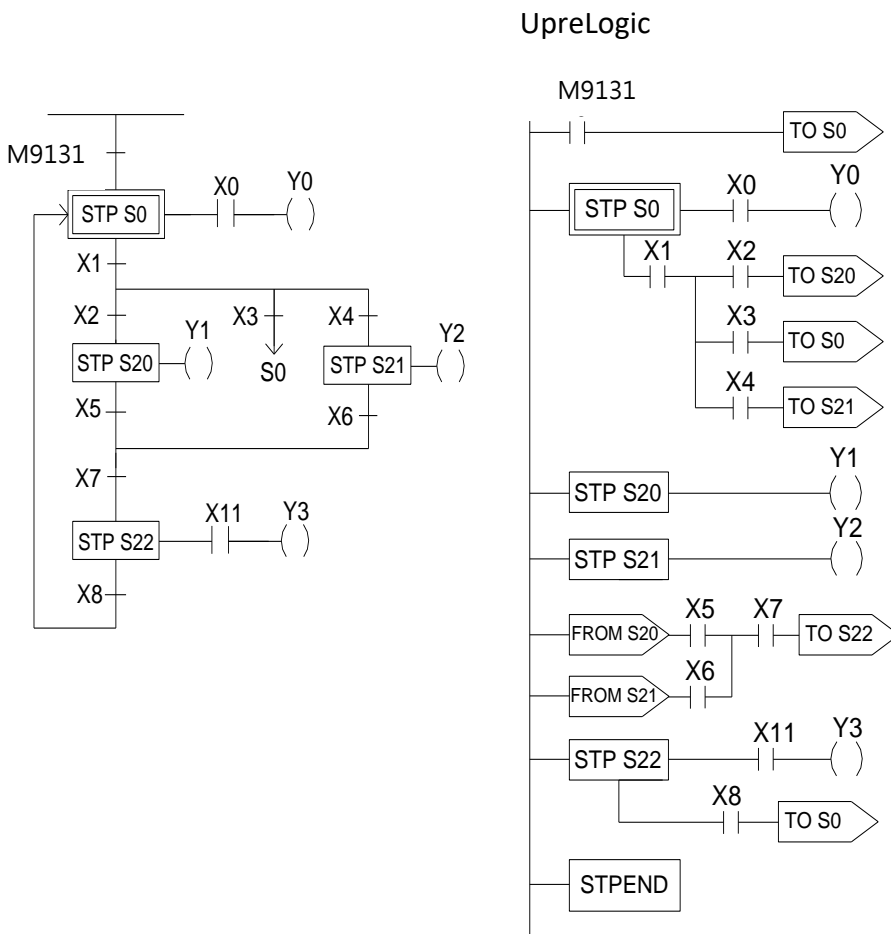 UpreLogic
M9131
STP S0
X0
Y0
X1
X2
X3
X4
Y1
Y2
STP S20
S0
STP S21
X5
X6
X7
STP S22
X11
Y3
X8
M9131
TO S0
STP S0
X0
Y0
X1
X2
TO S20
X3
TO S0
X4
TO S21
STP S20
Y1
STP S21
Y2
FROM S20
X5
X7
TO S22
FROM S21
X6
STP S22
X11
Y3
X8
TO S0
STPEND